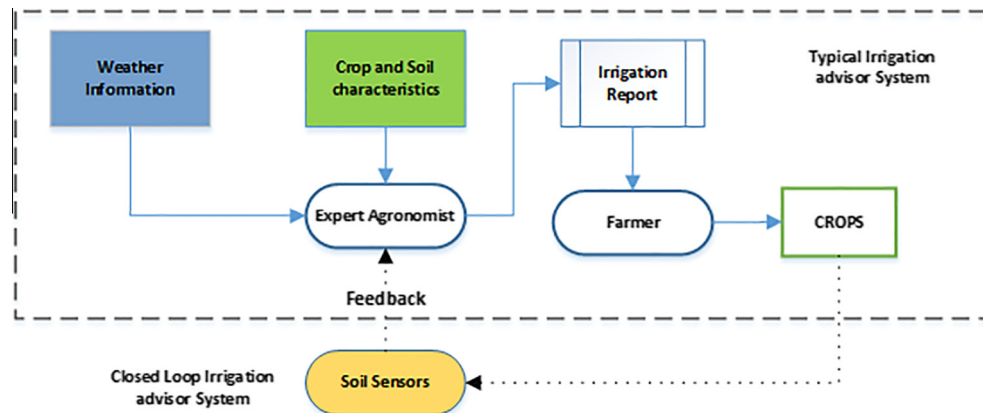 Weather
Information
Crop and Soil
characteristics
Irrigation
Report
Typical Irrigation
advisor System
Expert Agronomist
Farmer
CROPS
Feedback
Soil Sensors
Closed Loop Irrigation
advisor System